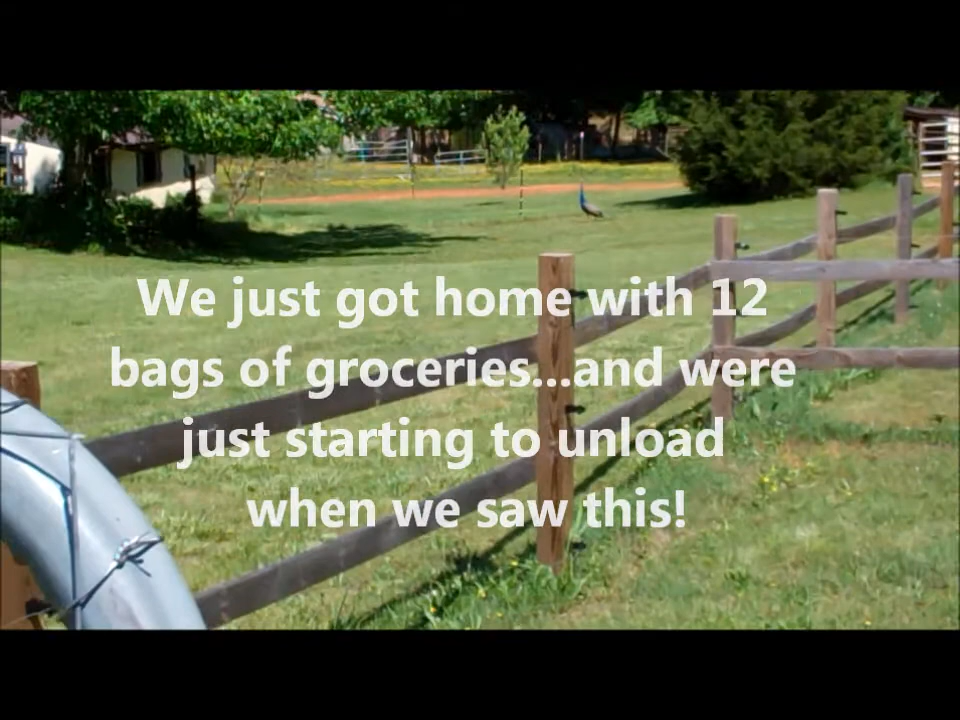 We just got home with 12
bags of groceries...and were
just starting to unload
when we saw this!